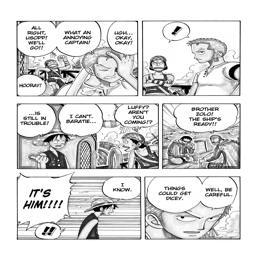 !!
UGH...
OKAY,
OKAY!
WHAT AN
ANNOYING
CAPTAIN!
ALL
RIGHT,
USOPP!
WE'LL
GO!!
HOORAY!
BROTHER
ZOLO!
THE
SHIP'S
READY!!
LUFFY?
AREN'T
YOU
COMING!?
I CAN'T.
BARATIE...
...IS
STILL IN
TROUBLE!
WELL, BE
CAREFUL.
THINGS
COULD GET
DICEY.
I
KNOW.
IT'S
HIM!!!!
!!